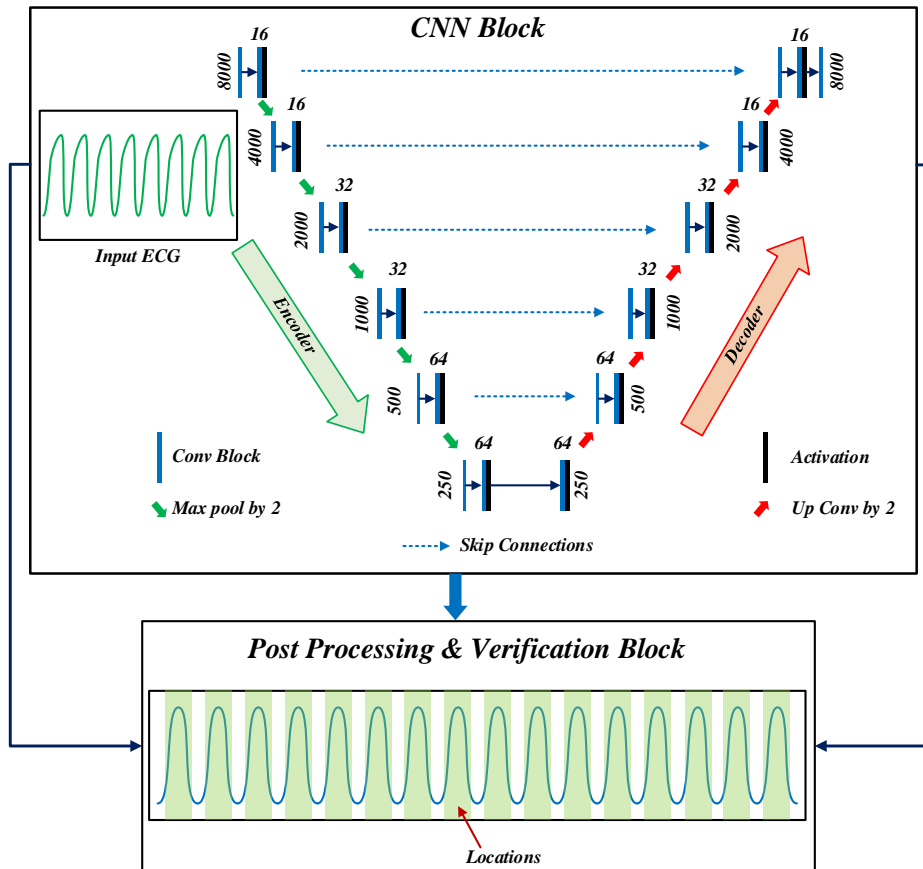 CNN Block
16
8000
16
8000
16
4000
16
4000
Input ECG
32
2000
32
2000
Encoder
32
1000
32
1000
Decoder
64
500
64
500
64
250
64
250
Conv Block
Activation
Max pool by 2
Up Conv by 2
Skip Connections
Post Processing & Verification Block
Locations